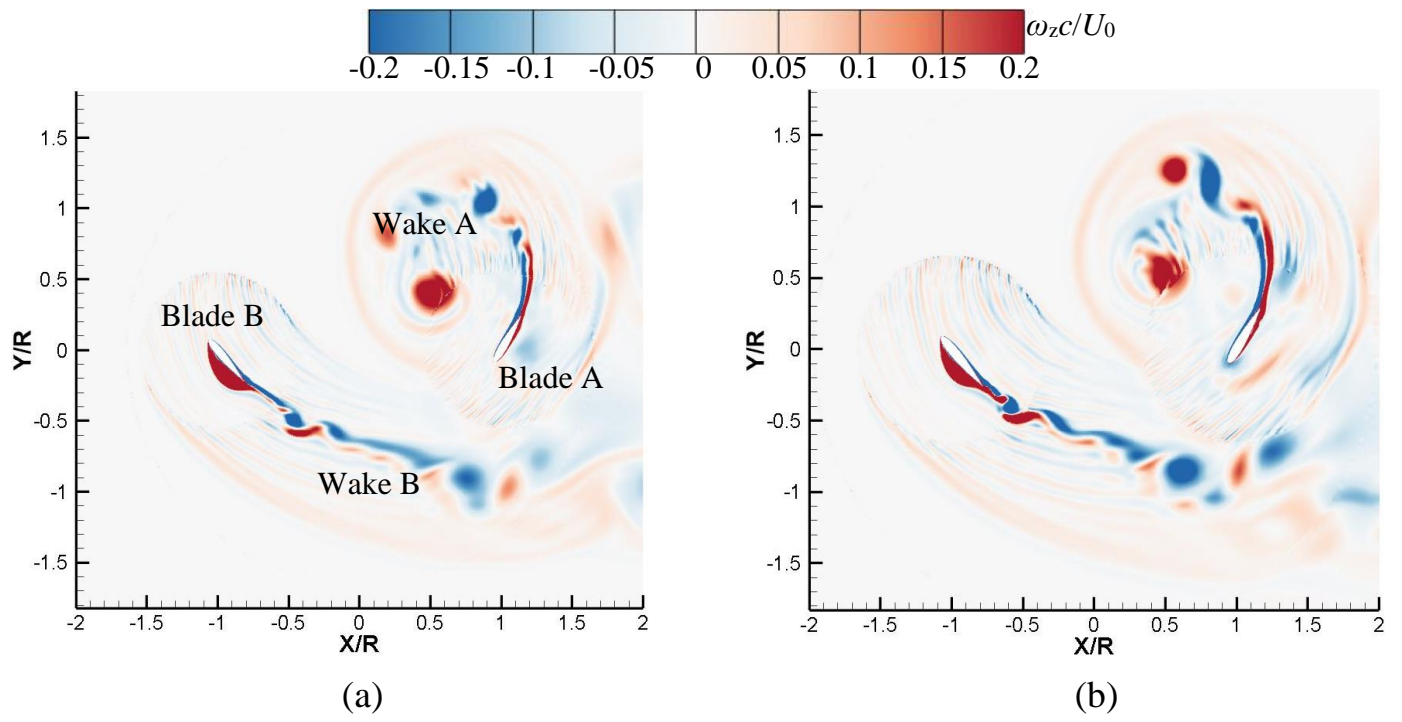 ωzc/U0
-0.2 -0.15 -0.1 -0.05 0 0.05 0.1 0.15 0.2
1.5
1
0.5
0
-0.5
-1
-1.5
Y/R
Wake A
Blade B
Blade A
Wake B
-2 -1.5 -1 -0.5 0 0.5 1 1.5 2
X/R
(a)
1.5
1
0.5
0
-0.5
-1
-1.5
Y/R
-2 -1.5 -1 -0.5 0 0.5 1 1.5 2
X/R
(b)